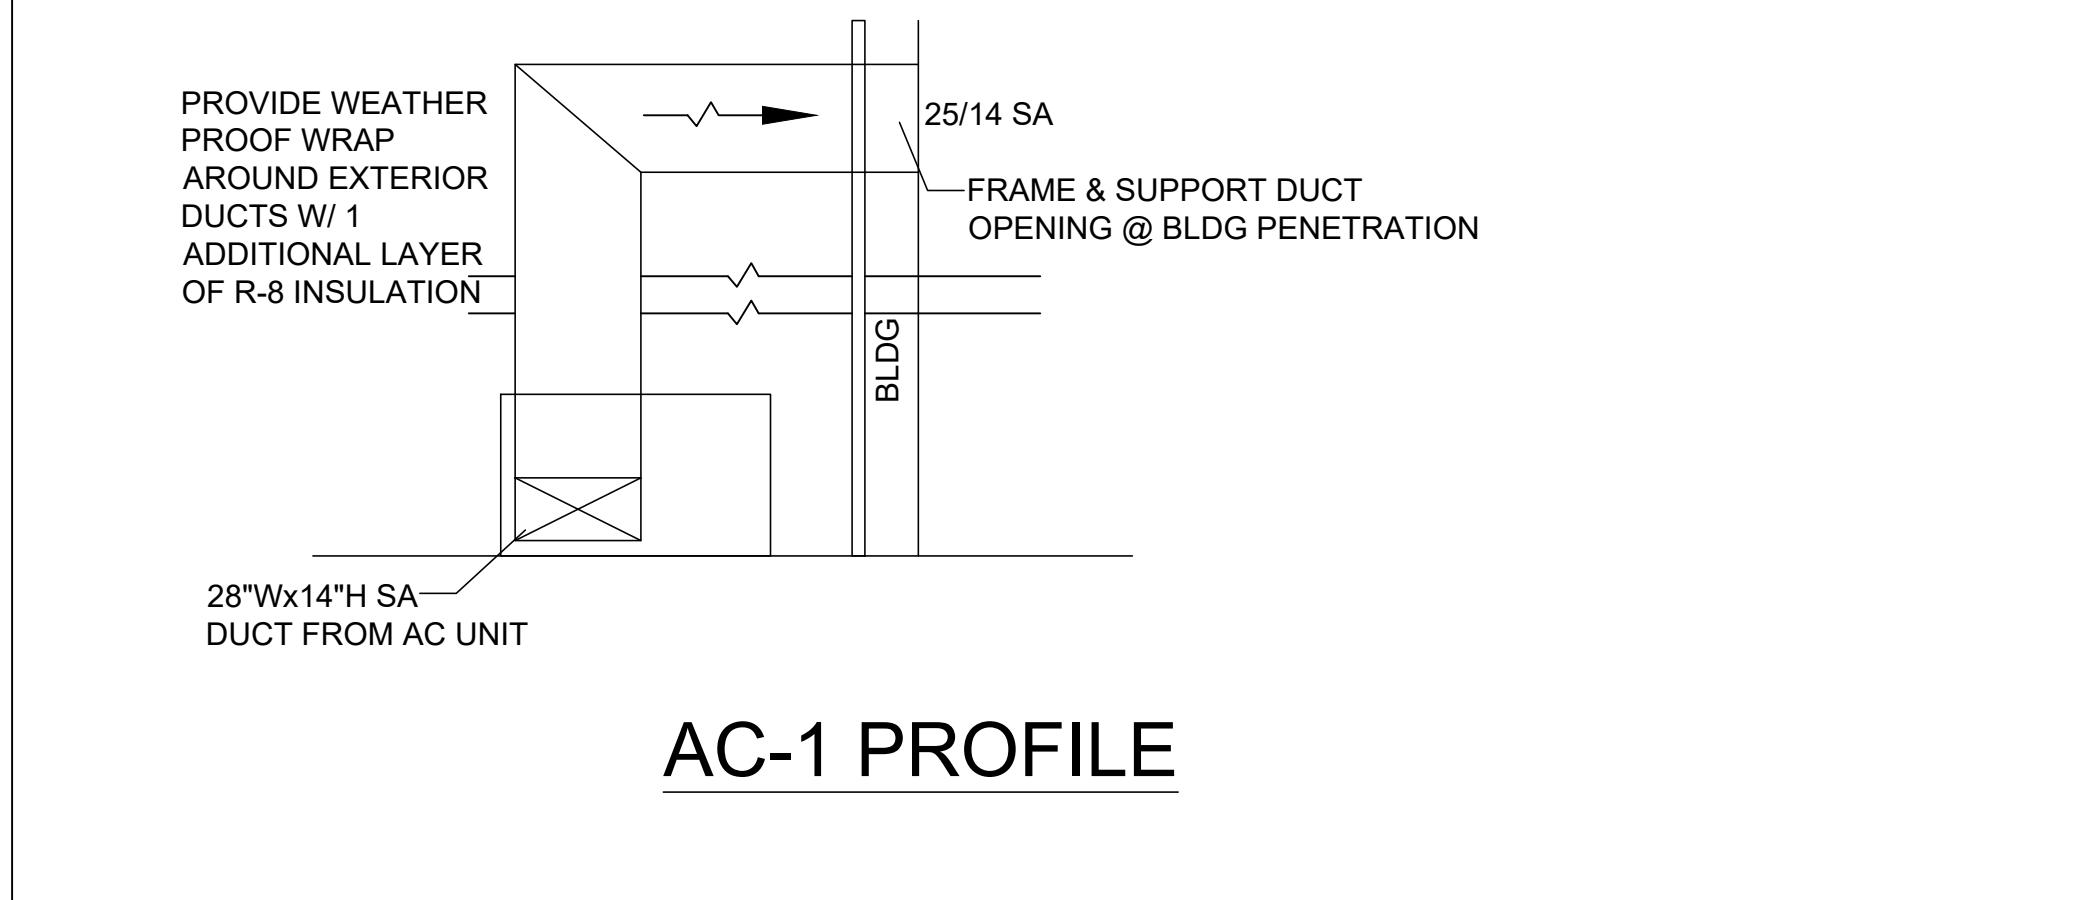 PROVIDE WEATHER
PROOF WRAP
AROUND EXTERIOR
DUCTS W/ 1
ADDITIONAL LAYER
OF R-8 INSULATION
25/14 SA
FRAME & SUPPORT DUCT
OPENING @ BLDG PENETRATION
BLDG
28"Wx14"H SA
DUCT FROM AC UNIT
AC-1 PROFILE